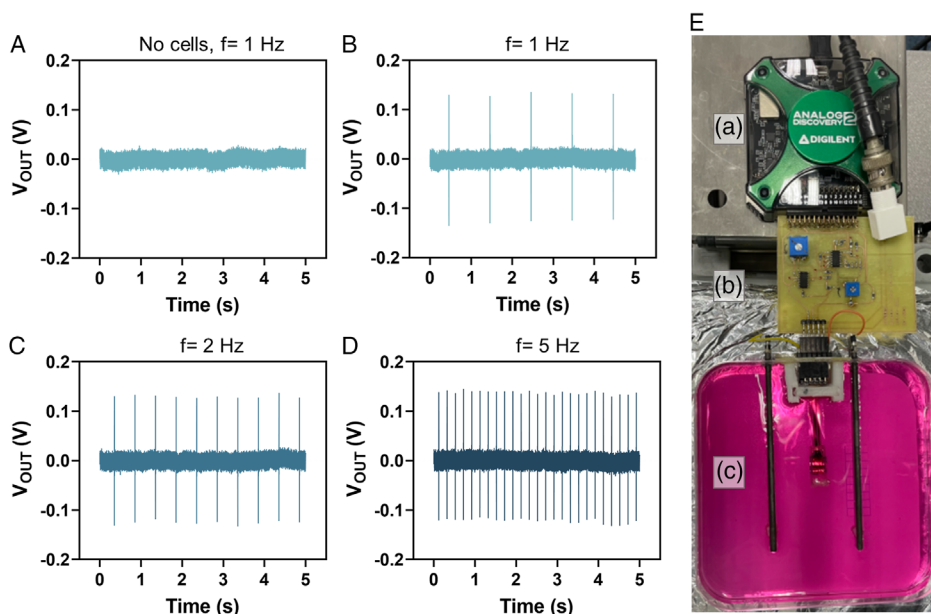 A
No cells, f= 1 Hz
V_OUT (V)
0.2
0.1
0.0
-0.1
-0.2
0 1 2 3 4 5
Time (s)
B
f= 1 Hz
V_OUT (V)
0.2
0.1
0.0
-0.1
-0.2
0 1 2 3 4 5
Time (s)
C
f= 2 Hz
V_OUT (V)
0.2
0.1
0.0
-0.1
-0.2
0 1 2 3 4 5
Time (s)
D
f= 5 Hz
V_OUT (V)
0.2
0.1
0.0
-0.1
-0.2
0 1 2 3 4 5
Time (s)
E
(a)
ANALOG
DISCOVERY 2
DIGILENT
(b)
(c)